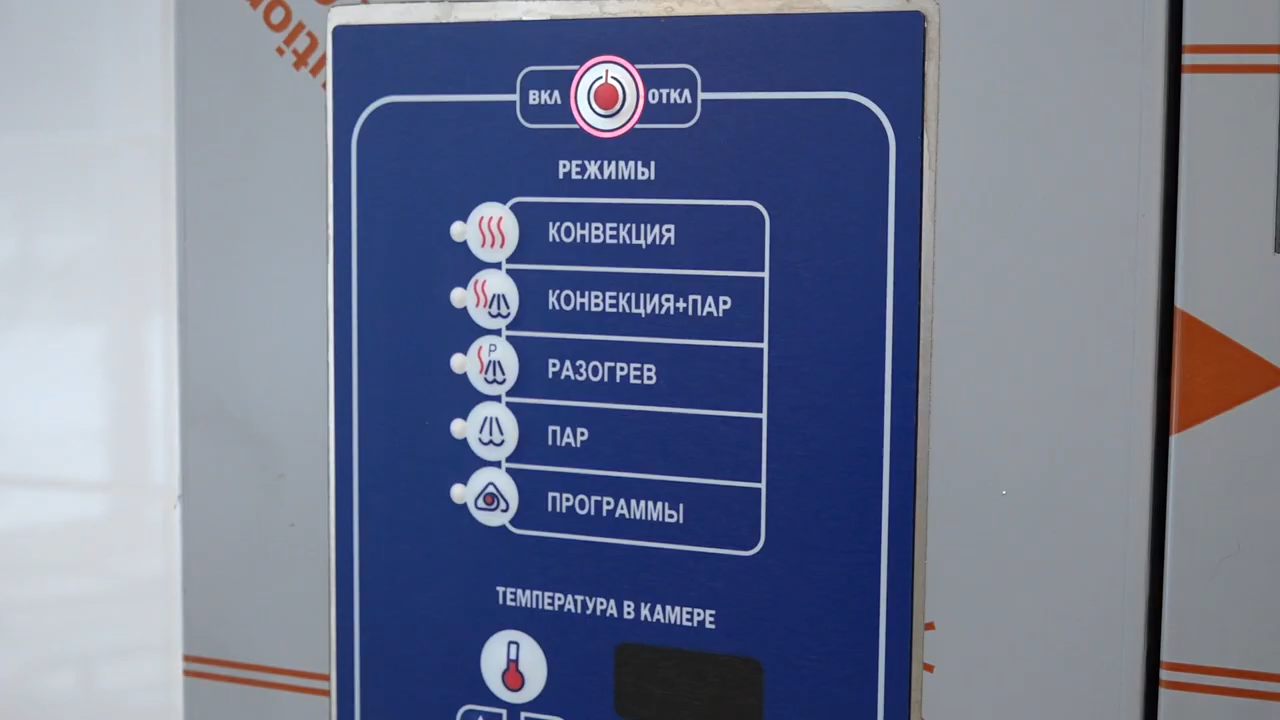 ВКЛ ОТКЛ
РЕЖИМЫ
КОНВЕКЦИЯ
КОНВЕКЦИЯ+ПАР
P
РАЗОГРЕВ
ПАР
ПРОГРАММЫ
ТЕМПЕРАТУРА В КАМЕРЕ